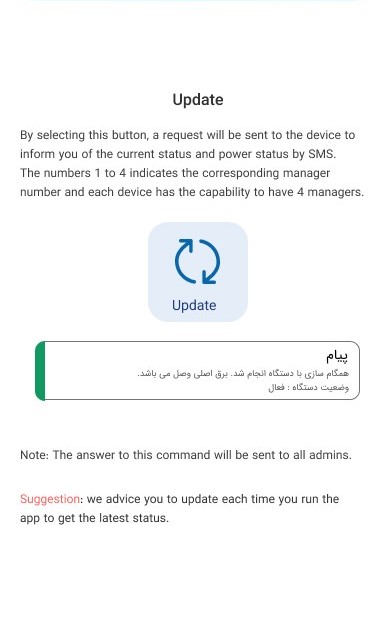 Update
By selecting this button, a request will be sent to the device to
inform you of the current status and power status by SMS.
The numbers 1 to 4 indicates the corresponding manager
number and each device has the capability to have 4 managers.
Update
پیام
همگام سازی با دستگاه انجام شد. برق اصلی وصل می باشد.
وضعیت دستگاه : فعال
Note: The answer to this command will be sent to all admins.
Suggestion: we advice you to update each time you run the
app to get the latest status.